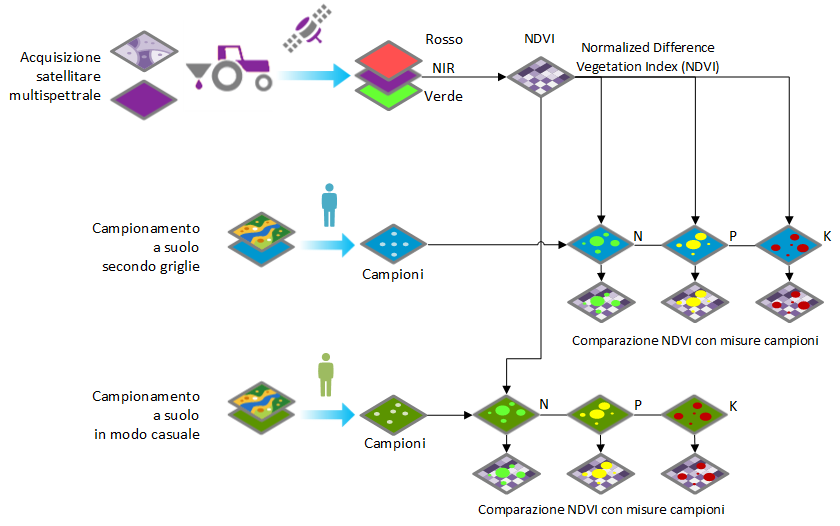 Acquisizione
satellitare
multispettrale
Rosso
NIR
Verde
NDVI
Normalized Difference
Vegetation Index (NDVI)
Campionamento
a suolo
secondo griglie
Campioni
N
P
K
Comparazione NDVI con misure campioni
Campionamento
a suolo
in modo casuale
Campioni
N
P
K
Comparazione NDVI con misure campioni